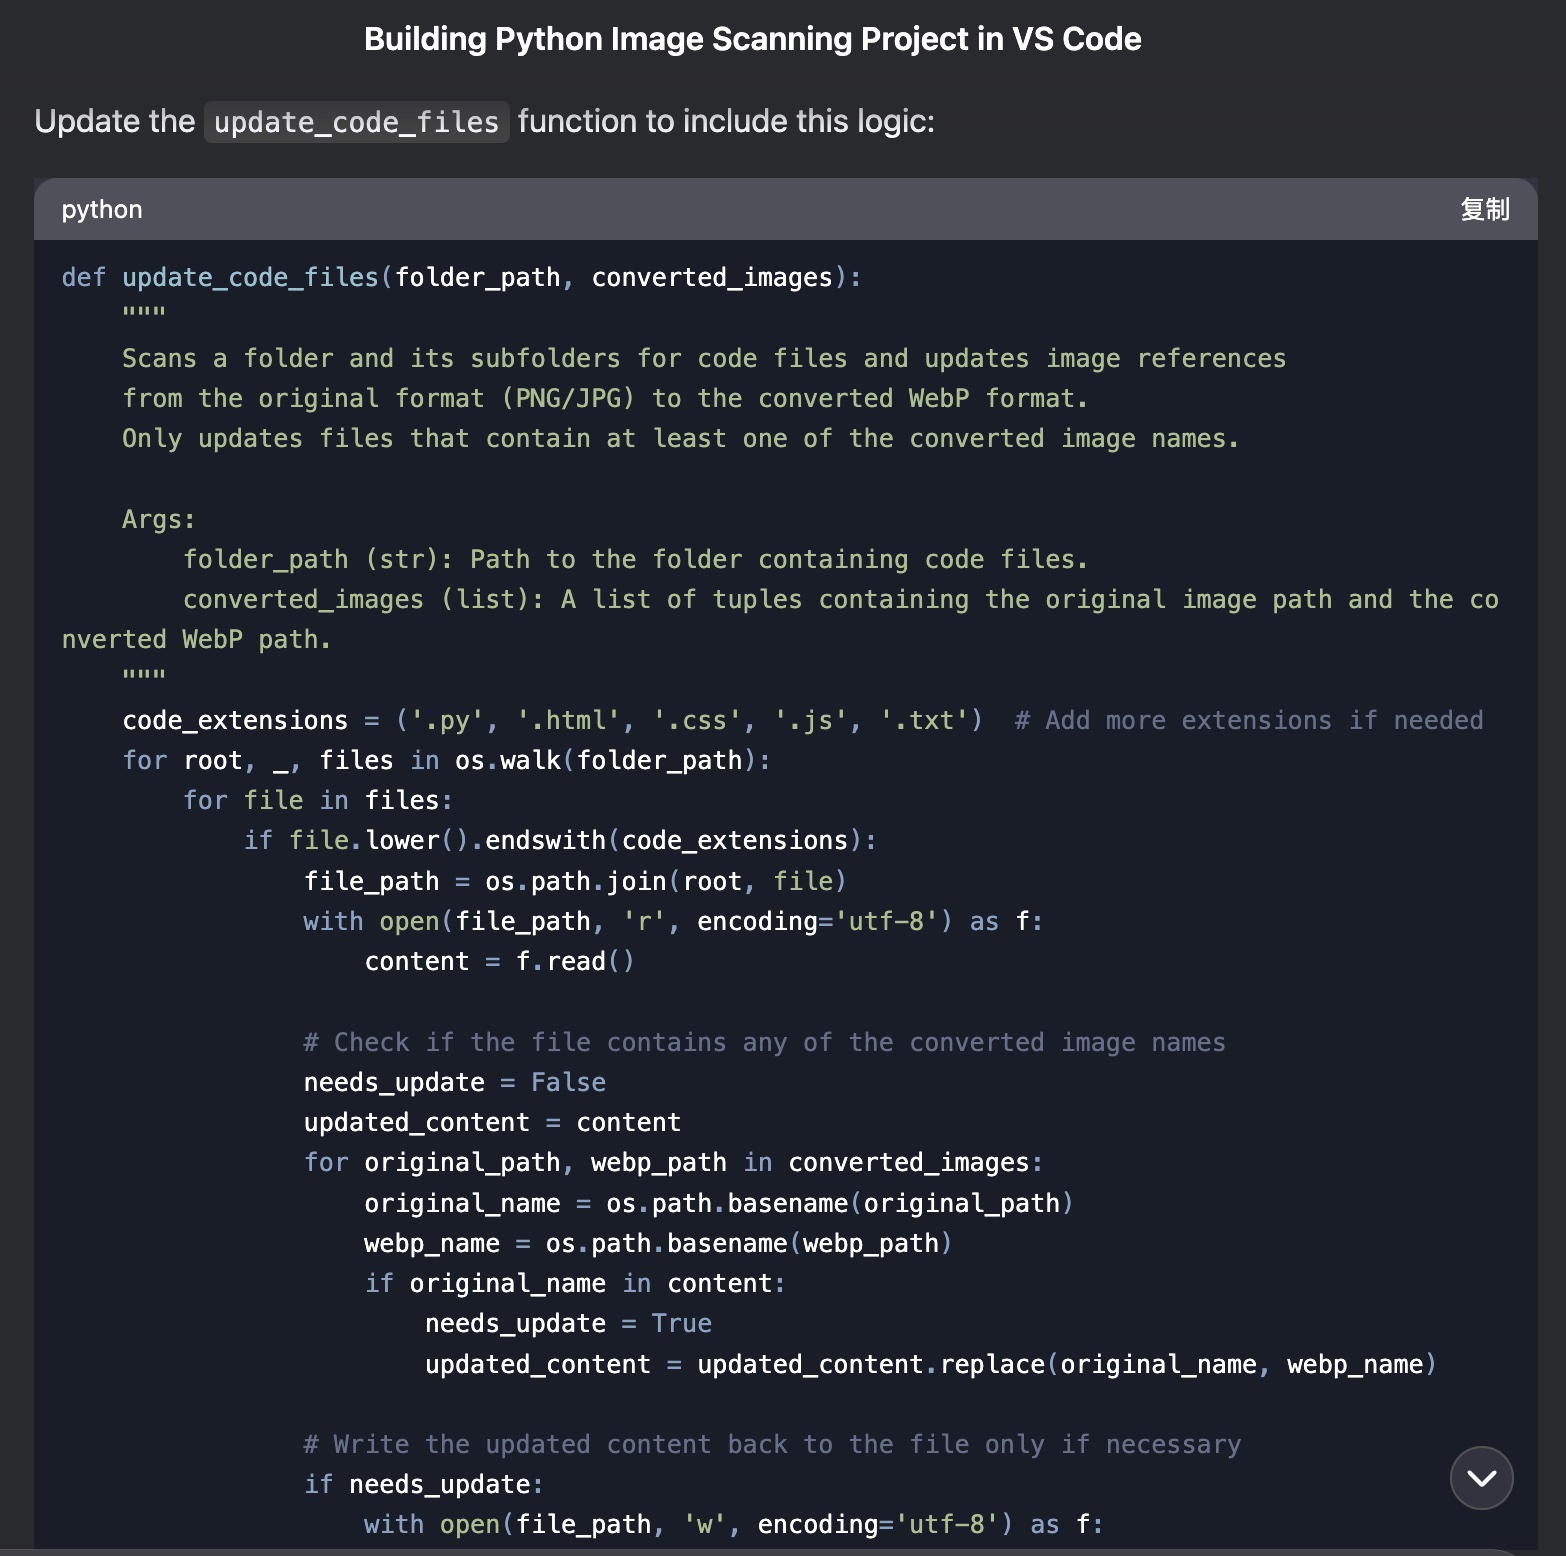 Building Python Image Scanning Project in VS Code
Update the update_code_files function to include this logic:
python
复制
def update_code_files(folder_path, converted_images):
    """
    Scans a folder and its subfolders for code files and updates image references
    from the original format (PNG/JPG) to the converted WebP format.
    Only updates files that contain at least one of the converted image names.

    Args:
        folder_path (str): Path to the folder containing code files.
        converted_images (list): A list of tuples containing the original image path and the co
nverted WebP path.
    """
    code_extensions = ('.py', '.html', '.css', '.js', '.txt')  # Add more extensions if needed
    for root, _, files in os.walk(folder_path):
        for file in files:
            if file.lower().endswith(code_extensions):
                file_path = os.path.join(root, file)
                with open(file_path, 'r', encoding='utf-8') as f:
                    content = f.read()

                # Check if the file contains any of the converted image names
                needs_update = False
                updated_content = content
                for original_path, webp_path in converted_images:
                    original_name = os.path.basename(original_path)
                    webp_name = os.path.basename(webp_path)
                    if original_name in content:
                        needs_update = True
                        updated_content = updated_content.replace(original_name, webp_name)

                # Write the updated content back to the file only if necessary
                if needs_update:
                    with open(file_path, 'w', encoding='utf-8') as f: